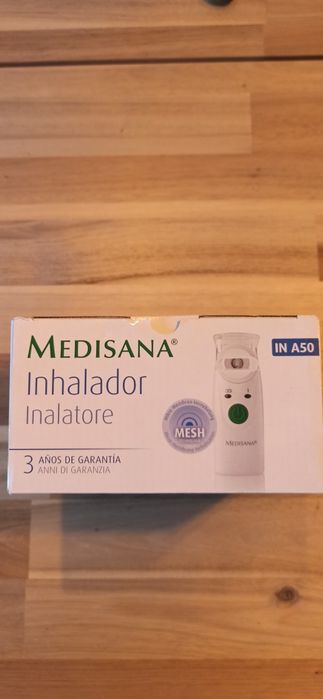 MEDISANA®
IN A50
Inhalador
Inalatore
MESH
MEDISANA®
3 AÑOS DE GARANTÍA
ANNI DI GARANZIA